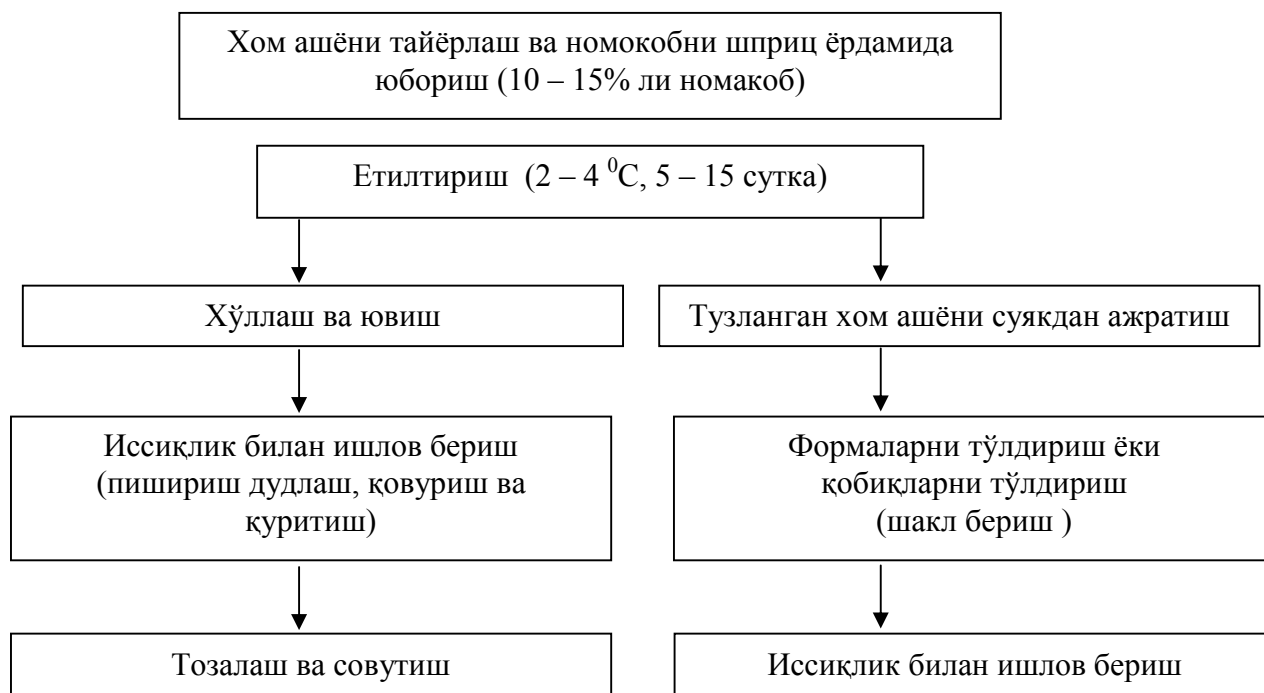 Хом ашёни тайёрлаш ва номокобни шприц ёрдамида
юбориш (10 – 15% ли номакоб)
Етилтириш (2 – 4 ⁰С, 5 – 15 сутка)
Хўллаш ва ювиш
Тузланган хом ашёни суякдан ажратиш
Иссиқлик билан ишлов бериш
(пишириш дудлаш, қовуриш ва
қуритиш)
Формаларни тўлдириш ёки
қобиқларни тўлдириш
(шакл бериш )
Тозалаш ва совутиш
Иссиқлик билан ишлов бериш